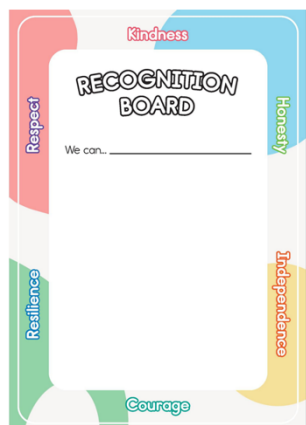 Kindness
RECOGNITION
BOARD
Respect
Honesty
We can... 
Resilience
Independence
Courage